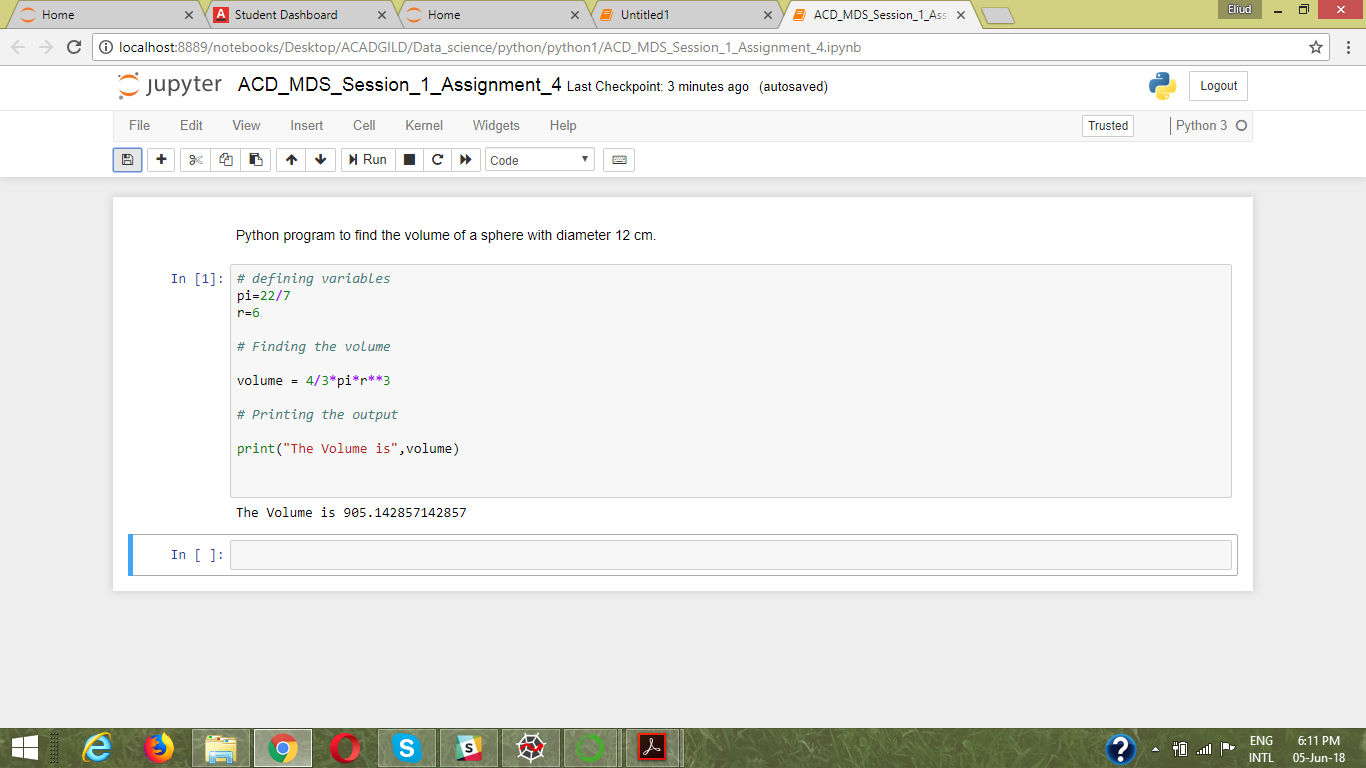 Home
Student Dashboard
Home
Untitled1
ACD_MDS_Session_1_Ass
Eliud
localhost:8889/notebooks/Desktop/ACADGILD/Data_science/python/python1/ACD_MDS_Session_1_Assignment_4.ipynb
jupyter ACD_MDS_Session_1_Assignment_4 Last Checkpoint: 3 minutes ago (autosaved)
Logout
File Edit View Insert Cell Kernel Widgets Help
Trusted
Python 3
Run
Code
Python program to find the volume of a sphere with diameter 12 cm.
In [1]: # defining variables
pi=22/7
r=6
# Finding the volume
volume = 4/3*pi*r**3
# Printing the output
print("The Volume is",volume)
The Volume is 905.142857142857
In [ ]:
ENG 6:11 PM
INTL 05-Jun-18